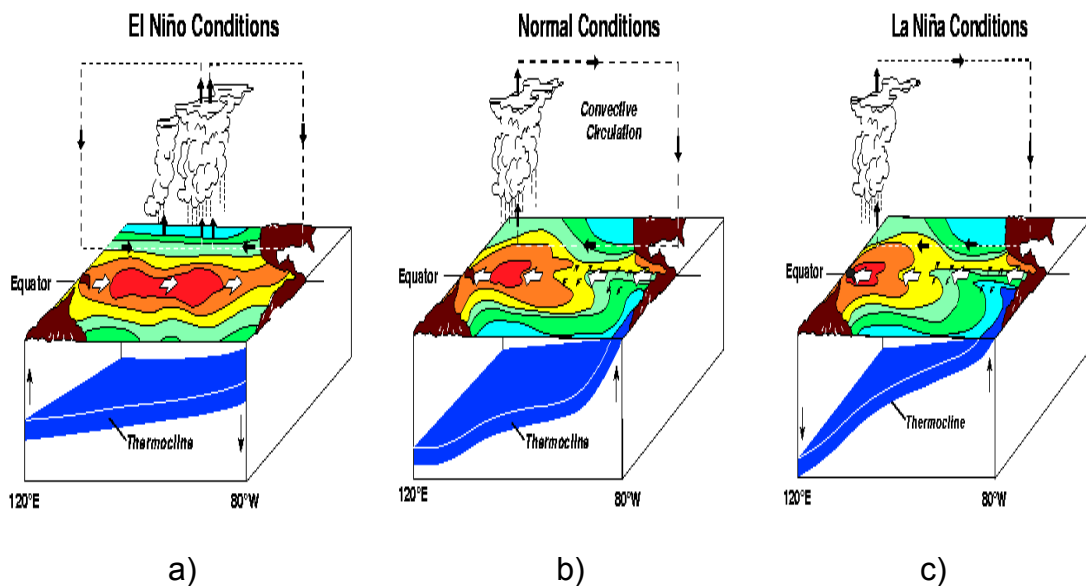 El Niño Conditions
Equator
Thermocline
120°E
80°W
a)
Normal Conditions
Convective
Circulation
Equator
Thermocline
120°E
80°W
b)
La Niña Conditions
Equator
Thermocline
120°E
80°W
c)